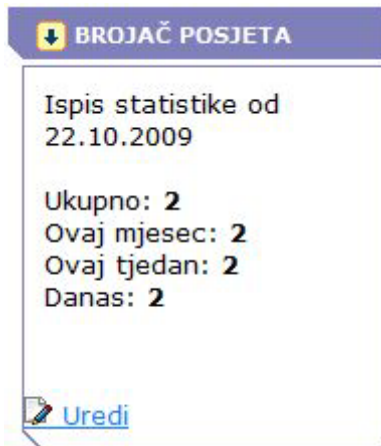 BROJAČ POSJETA
Ispis statistike od
22.10.2009
Ukupno: 2
Ovaj mjesec: 2
Ovaj tjedan: 2
Danas: 2
Uredi